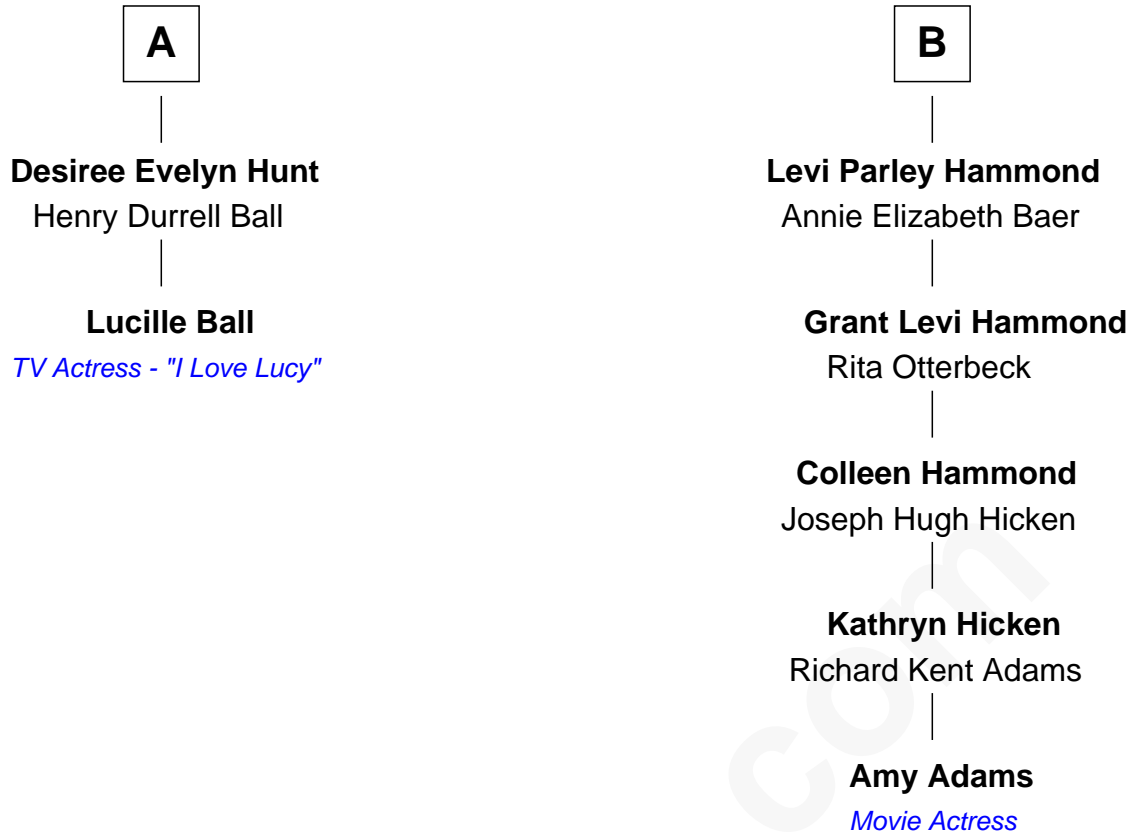 A
Desiree Evelyn Hunt
Henry Durrell Ball
Lucille Ball
TV Actress - "I Love Lucy"
B
Levi Parley Hammond
Annie Elizabeth Baer
Grant Levi Hammond
Rita Otterbeck
Colleen Hammond
Joseph Hugh Hicken
Kathryn Hicken
Richard Kent Adams
Amy Adams
Movie Actress
com